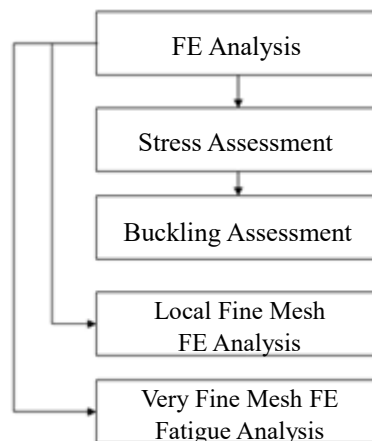 FE Analysis
Stress Assessment
Buckling Assessment
Local Fine Mesh
FE Analysis
Very Fine Mesh FE
Fatigue Analysis